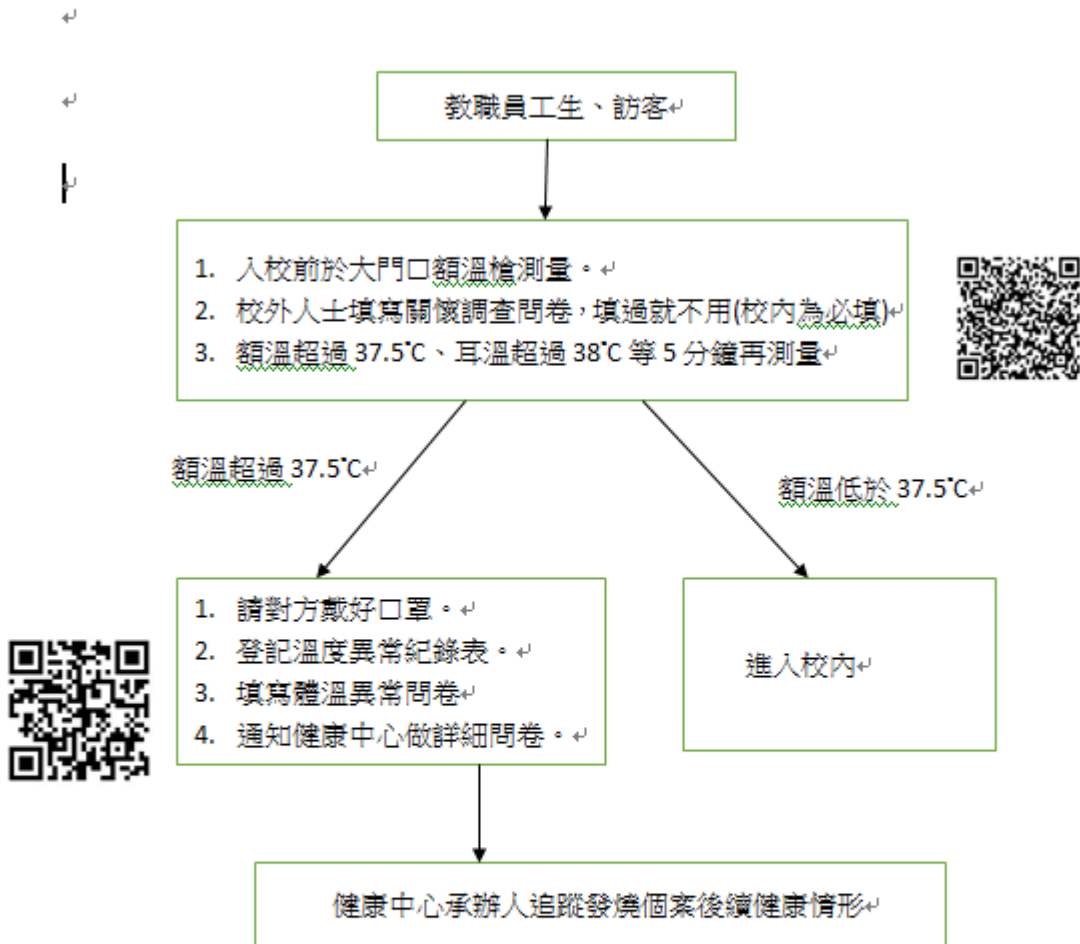 教職員工生、訪客
1. 入校前於大門口額溫槍測量。
2. 校外人士填寫關懷調查問卷，填過就不用(校內為必填)
3. 額溫超過 37.5℃、耳溫超過 38℃ 等 5 分鐘再測量
額溫超過 37.5℃
額溫低於 37.5℃
1. 請對方戴好口罩。
2. 登記溫度異常紀錄表。
3. 填寫體溫異常問卷
4. 通知健康中心做詳細問卷。
進入校內
健康中心承辦人追蹤發燒個案後續健康情形